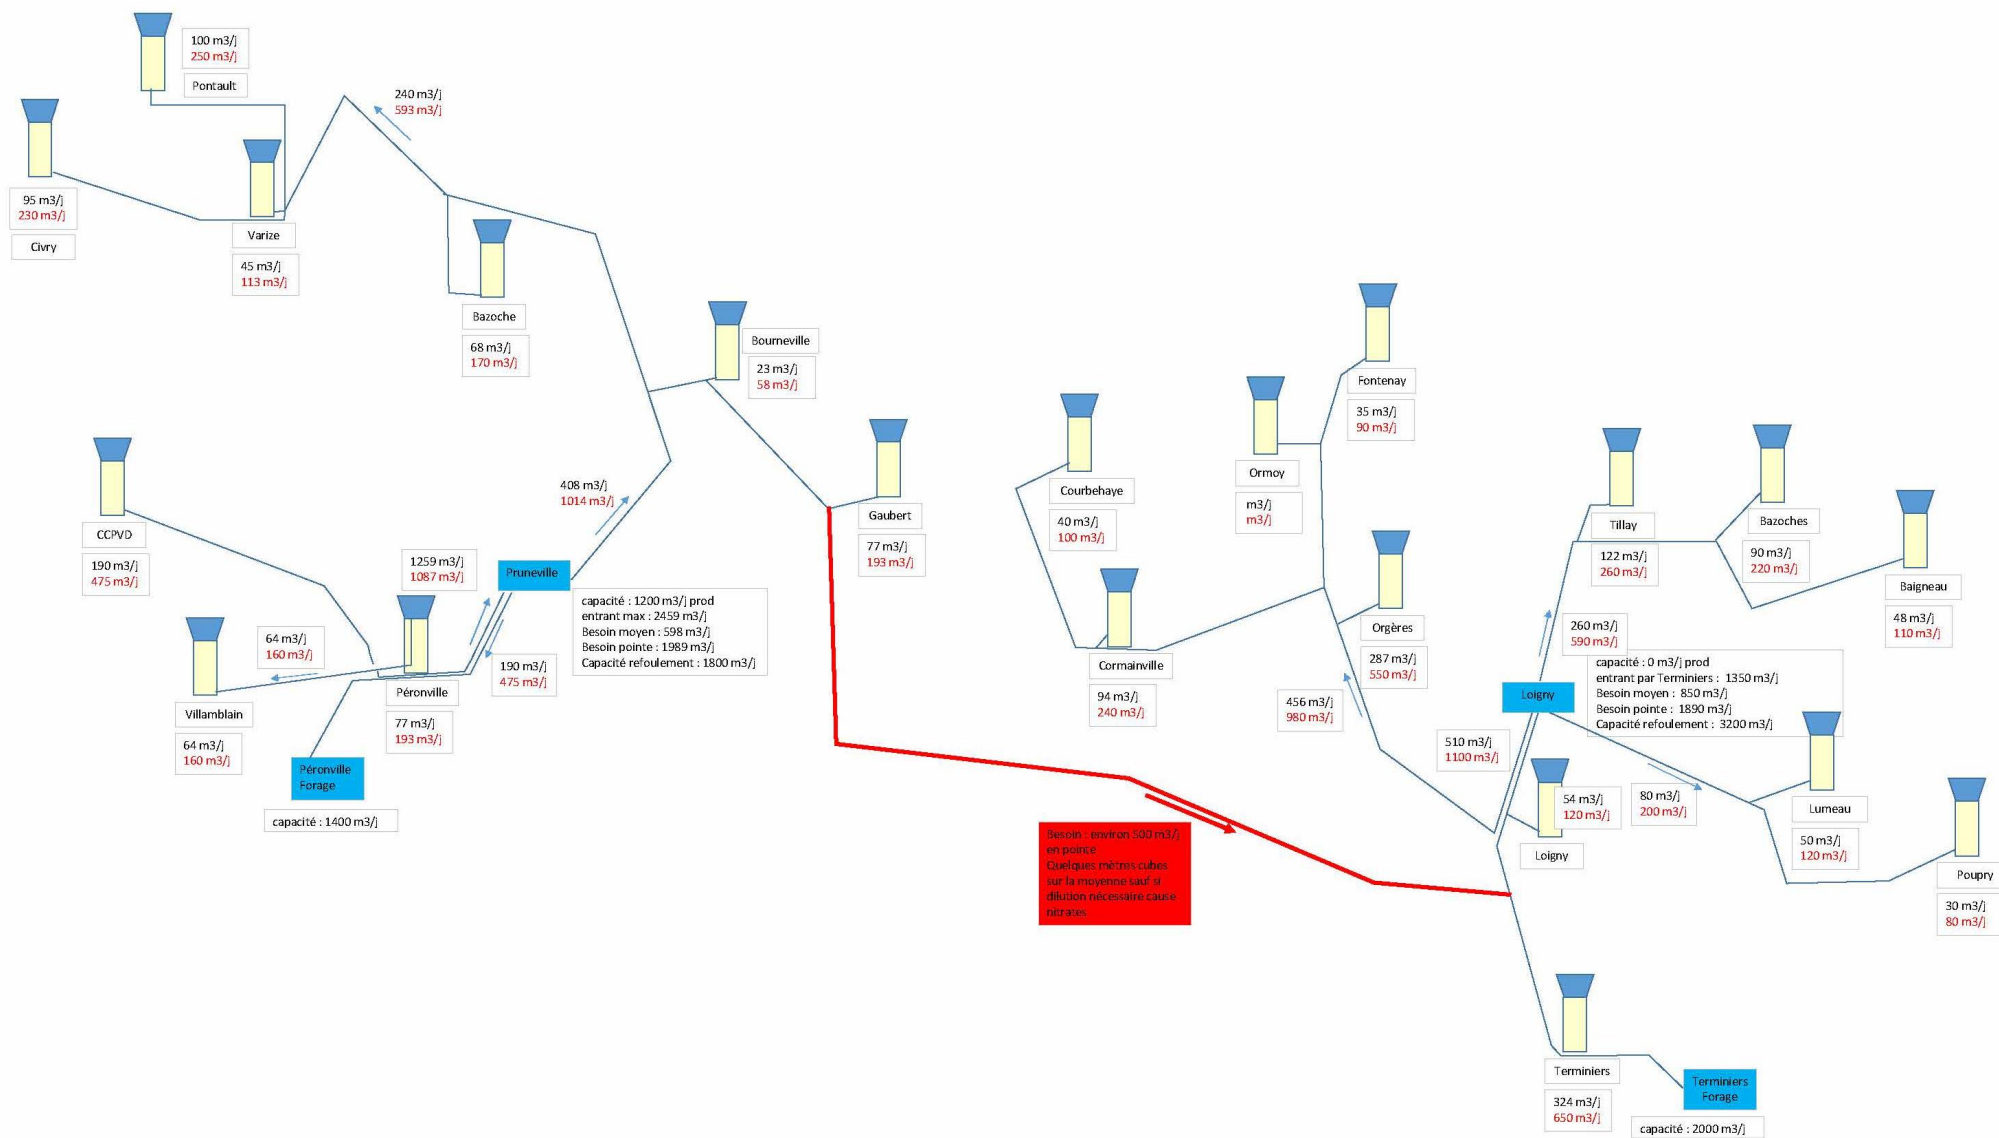 100 m3/j
250 m3/j
Pontault
240 m3/j
593 m3/j
95 m3/j
230 m3/j
Civry
Varize
45 m3/j
113 m3/j
Bazoche
68 m3/j
170 m3/j
Bourneville
23 m3/j
58 m3/j
Gaubert
77 m3/j
193 m3/j
408 m3/j
1014 m3/j
CCPVD
190 m3/j
475 m3/j
1259 m3/j
1087 m3/j
Pruneville
capacité : 1200 m3/j prod
entrant max : 2459 m3/j
Besoin moyen : 598 m3/j
Besoin pointe : 1989 m3/j
Capacité refoulement : 1800 m3/j
64 m3/j
160 m3/j
190 m3/j
475 m3/j
Villamblain
64 m3/j
160 m3/j
Péronville
77 m3/j
193 m3/j
Péronville
Forage
capacité : 1400 m3/j
Courbehaye
40 m3/j
100 m3/j
Cormainville
94 m3/j
240 m3/j
Ormoy
m3/j
m3/j
Fontenay
35 m3/j
90 m3/j
Orgères
287 m3/j
550 m3/j
456 m3/j
980 m3/j
Tillay
122 m3/j
260 m3/j
Bazoches
90 m3/j
220 m3/j
Baigneau
48 m3/j
110 m3/j
260 m3/j
590 m3/j
Loigny
capacité : 0 m3/j prod
entrant par Terminiers : 1350 m3/j
Besoin moyen : 850 m3/j
Besoin pointe : 1890 m3/j
Capacité refoulement : 3200 m3/j
510 m3/j
1100 m3/j
54 m3/j
120 m3/j
Loigny
80 m3/j
200 m3/j
Lumeau
50 m3/j
120 m3/j
Poupry
30 m3/j
80 m3/j
Besoin : environ 500 m3/j
en pointe
Quelques mètres cubes
sur la moyenne sauf si
dilution nécessaire cause
nitrates
Terminiers
324 m3/j
650 m3/j
Terminiers
Forage
capacité : 2000 m3/j